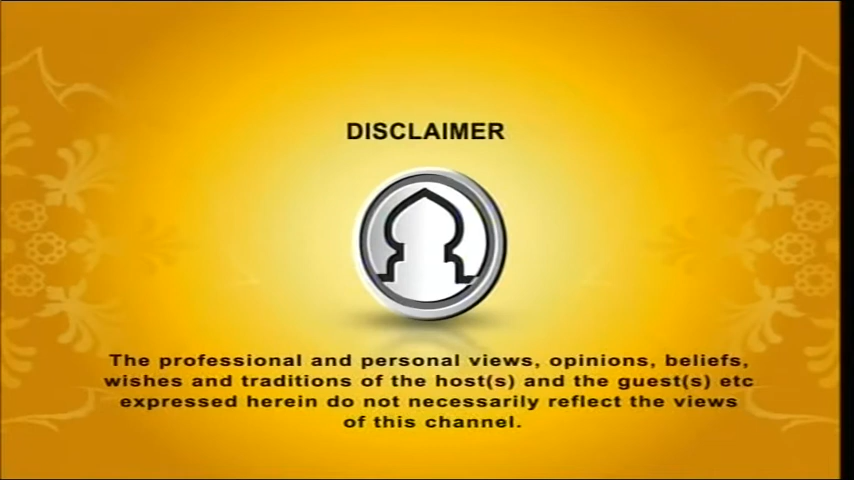 DISCLAIMER
The professional and personal views, opinions, beliefs,
wishes and traditions of the host(s) and the guest(s) etc
expressed herein do not necessarily reflect the views
of this channel.